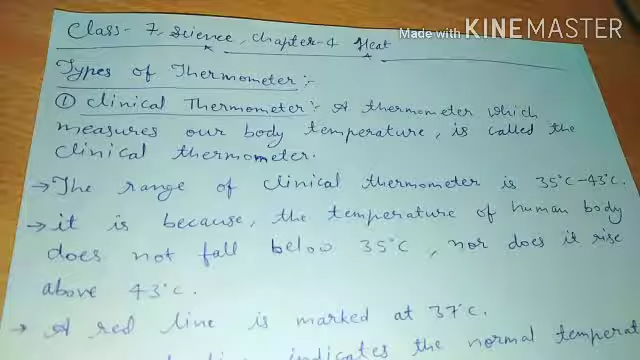 Class- 7, Science, Chapter-4 Heat
Made with KINEMASTER
Types of Thermometer:-
① Clinical Thermometer:- A thermometer which
measures our body temperature, is called the
Clinical thermometer.
→ The range of clinical thermometer is 35°C-43°C.
→ it is because, the temperature of human body
does not fall below 35°C, nor does it rise
above 43°C.
→ A red line is marked at 37°C.
indicates the normal temperat